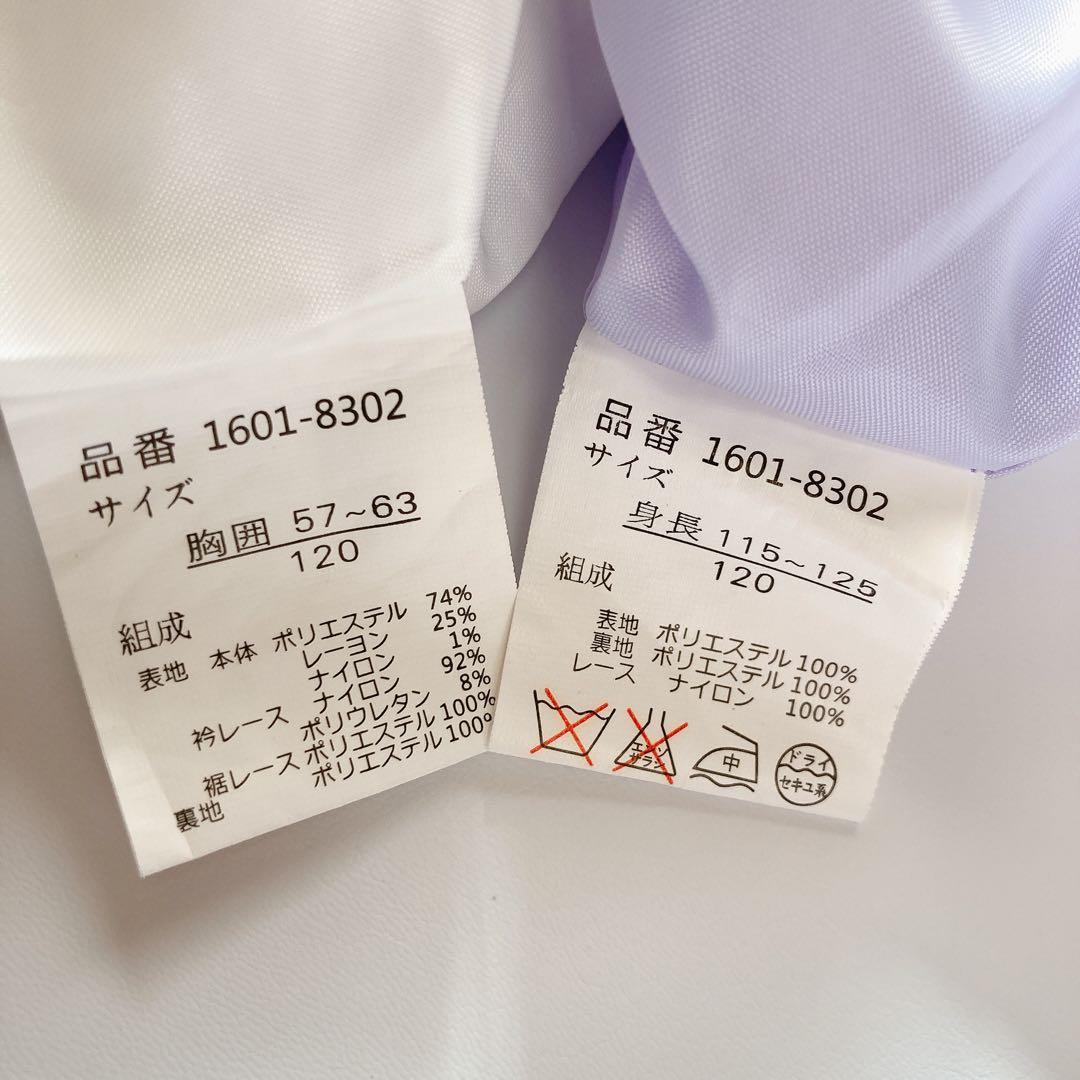 品番 1601-8302
サイズ
胸囲 57~63
120
組成
表地 本体 ポリエステル 74%
レーヨン 25%
ナイロン 1%
衿レース ナイロン 92%
ポリウレタン 8%
裾レース ポリエステル 100%
裏地 ポリエステル 100%
品番 1601-8302
サイズ
身長 115~125
120
組成
表地 ポリエステル 100%
裏地 ポリエステル 100%
レース ナイロン 100%
エンソ
サラシ
中
ドライ
セキユ系